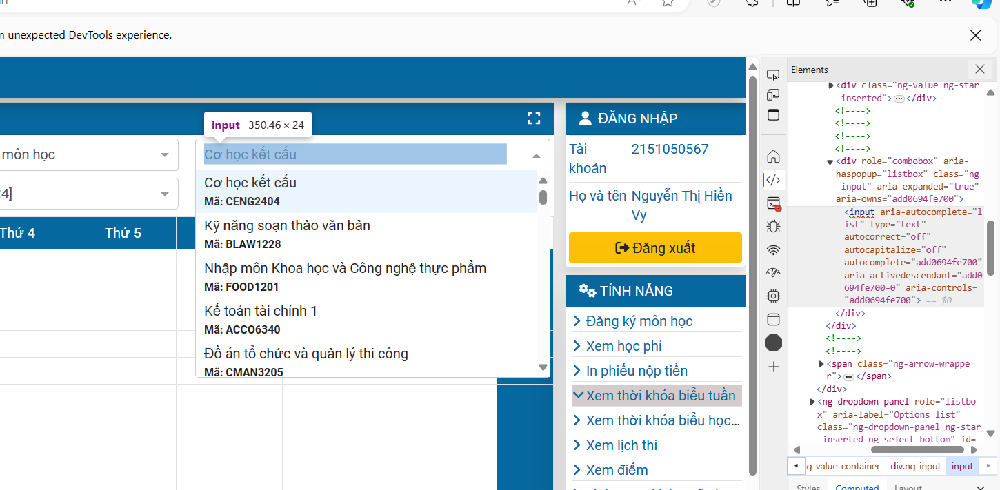 n unexpected DevTools experience.
Elements
input 350.46 × 24
môn học
Cơ học kết cấu
24]
Thứ 4
Thứ 5
Cơ học kết cấu
Mã: CENG2404
Kỹ năng soạn thảo văn bản
Mã: BLAW1228
Nhập môn Khoa học và Công nghệ thực phẩm
Mã: FOOD1201
Kế toán tài chính 1
Mã: ACCO6340
Đồ án tổ chức và quản lý thi công
Mã: CMAN3205
ĐĂNG NHẬP
Tài khoản
2151050567
Họ và tên
Nguyễn Thị Hiền Vy
Đăng xuất
TÍNH NĂNG
Đăng ký môn học
Xem học phí
In phiếu nộp tiền
Xem thời khóa biểu tuần
Xem thời khóa biểu học...
Xem lịch thi
Xem điểm
<div class="ng-value ng-star
-inserted"> ⋯ </div>
<!---->
<!---->
<!---->
<!---->
<div role="combobox" aria-
haspopup="listbox" class="ng
-input" aria-expanded="true"
aria-owns="add0694fe700">
<input aria-autocomplete="l
ist" type="text"
autocorrect="off"
autocapitalize="off"
autocomplete="add0694fe700"
aria-activedescendant="add0
694fe700-0" aria-controls=
"add0694fe700"> == $0
</div>
</div>
<!---->
<!---->
<span class="ng-arrow-wrappe
r"> ⋯ </span>
</div>
<ng-dropdown-panel role="listbo
x" aria-label="Options list"
class="ng-dropdown-panel ng-star
-inserted ng-select-bottom" id=
ng-value-container div.ng-input input
Styles Computed Layout